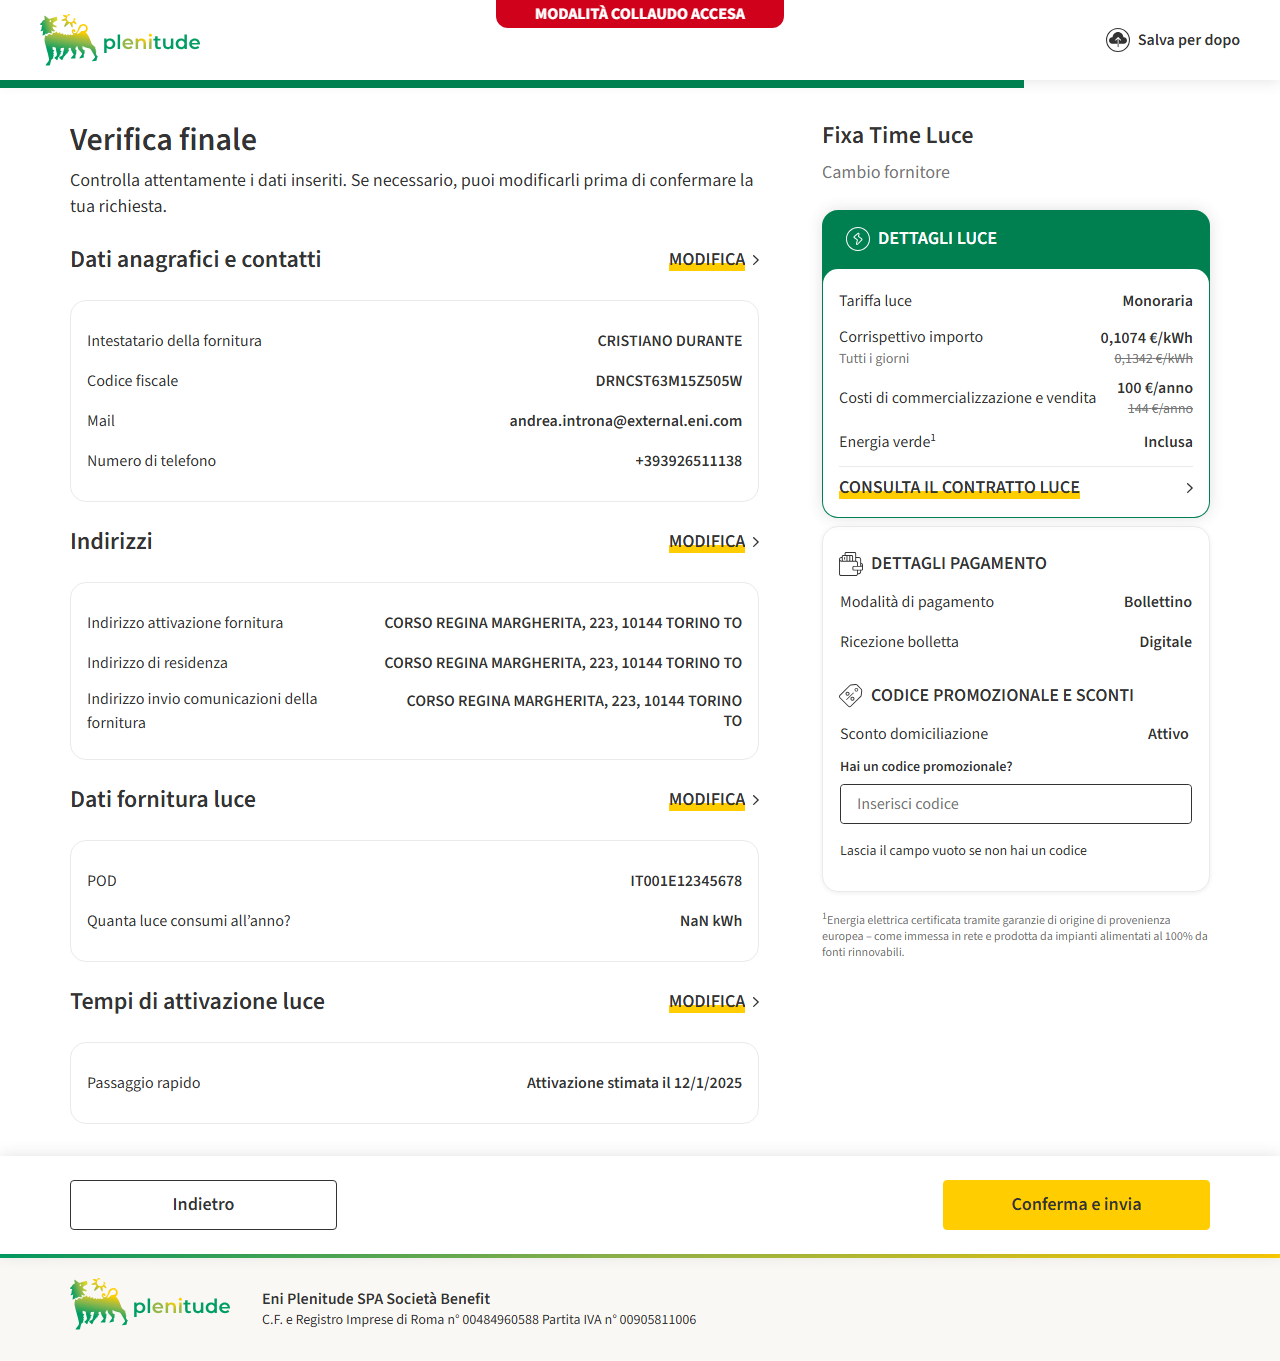 MODALITÀ COLLAUDO ACCESA
plenitude
Salva per dopo
Verifica finale
Controlla attentamente i dati inseriti. Se necessario, puoi modificarli prima di confermare la
tua richiesta.
Dati anagrafici e contatti
MODIFICA
Intestatario della fornitura
CRISTIANO DURANTE
Codice fiscale
DRNCST63M15Z505W
Mail
andrea.introna@external.eni.com
Numero di telefono
+393926511138
Indirizzi
MODIFICA
Indirizzo attivazione fornitura
CORSO REGINA MARGHERITA, 223, 10144 TORINO TO
Indirizzo di residenza
CORSO REGINA MARGHERITA, 223, 10144 TORINO TO
Indirizzo invio comunicazioni della
fornitura
CORSO REGINA MARGHERITA, 223, 10144 TORINO
TO
Dati fornitura luce
MODIFICA
POD
IT001E12345678
Quanta luce consumi all’anno?
NaN kWh
Tempi di attivazione luce
MODIFICA
Passaggio rapido
Attivazione stimata il 12/1/2025
Fixa Time Luce
Cambio fornitore
DETTAGLI LUCE
Tariffa luce
Monoraria
Corrispettivo importo
0,1074 €/kWh
Tutti i giorni
0,1342 €/kWh
Costi di commercializzazione e vendita
100 €/anno
144 €/anno
Energia verde¹
Inclusa
CONSULTA IL CONTRATTO LUCE
DETTAGLI PAGAMENTO
Modalità di pagamento
Bollettino
Ricezione bolletta
Digitale
CODICE PROMOZIONALE E SCONTI
Sconto domiciliazione
Attivo
Hai un codice promozionale?
Inserisci codice
Lascia il campo vuoto se non hai un codice
¹Energia elettrica certificata tramite garanzie di origine di provenienza
europea – come immessa in rete e prodotta da impianti alimentati al 100% da
fonti rinnovabili.
Indietro
Conferma e invia
plenitude
Eni Plenitude SPA Società Benefit
C.F. e Registro Imprese di Roma n° 00484960588 Partita IVA n° 00905811006